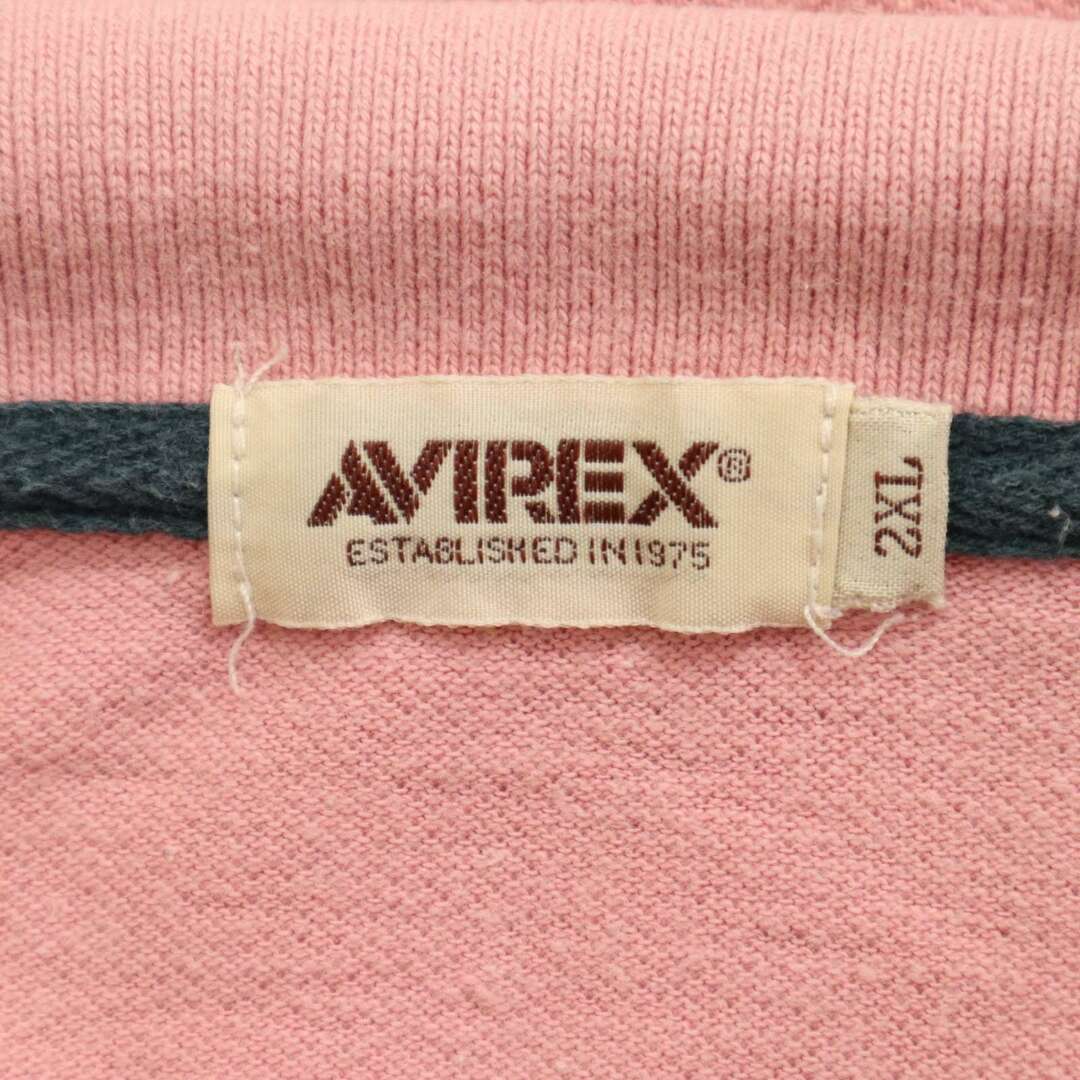 AVIREX®
ESTABLISHED IN 1975
2XL